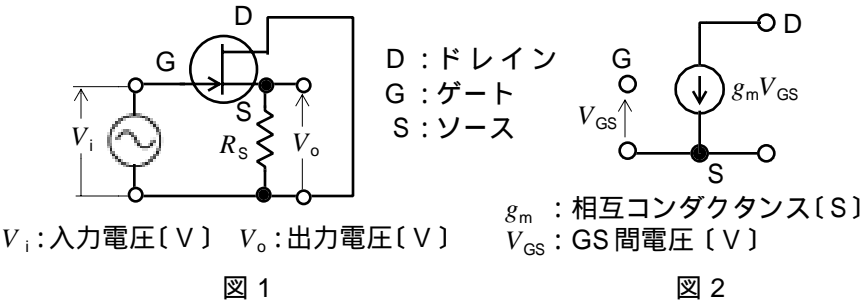 D
G
S
V_i
R_S
V_o
D：ドレイン
G：ゲート
S：ソース
G
D
V_GS
g_m V_GS
S
V_i：入力電圧〔V〕 V_o：出力電圧〔V〕
g_m：相互コンダクタンス〔S〕
V_GS：GS間電圧〔V〕
図1
図2